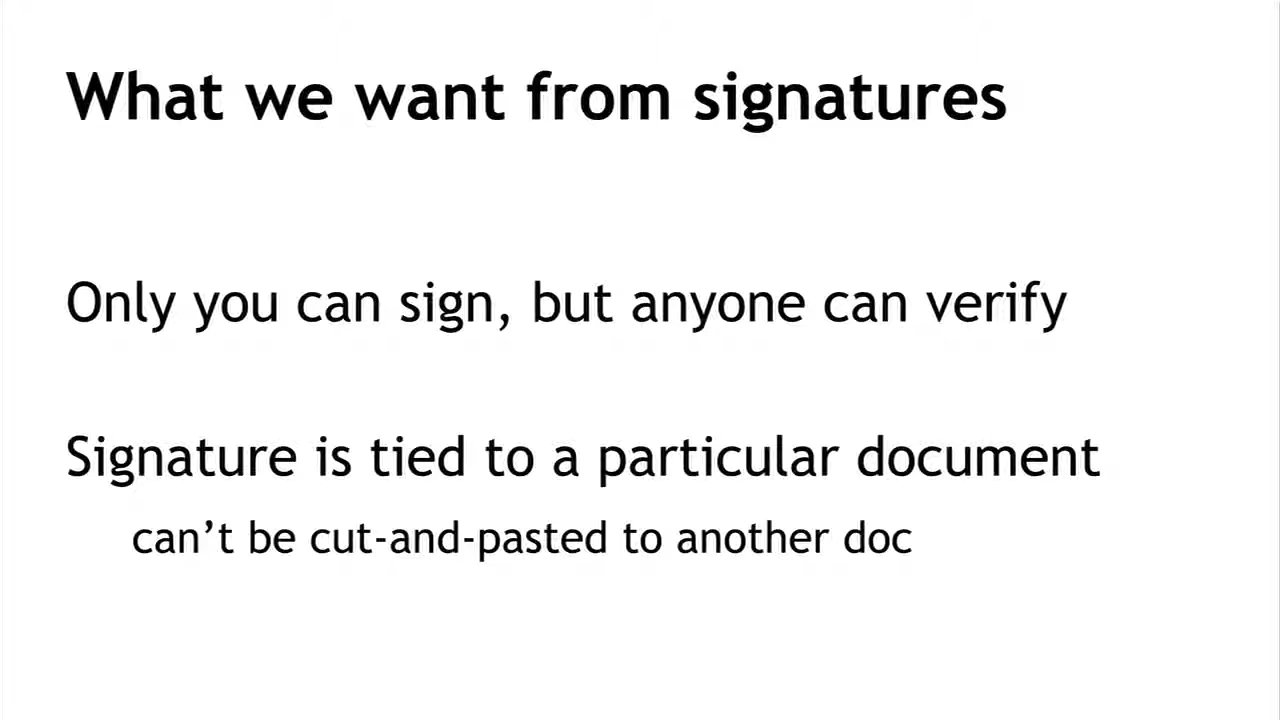 What we want from signatures
Only you can sign, but anyone can verify
Signature is tied to a particular document
can’t be cut-and-pasted to another doc